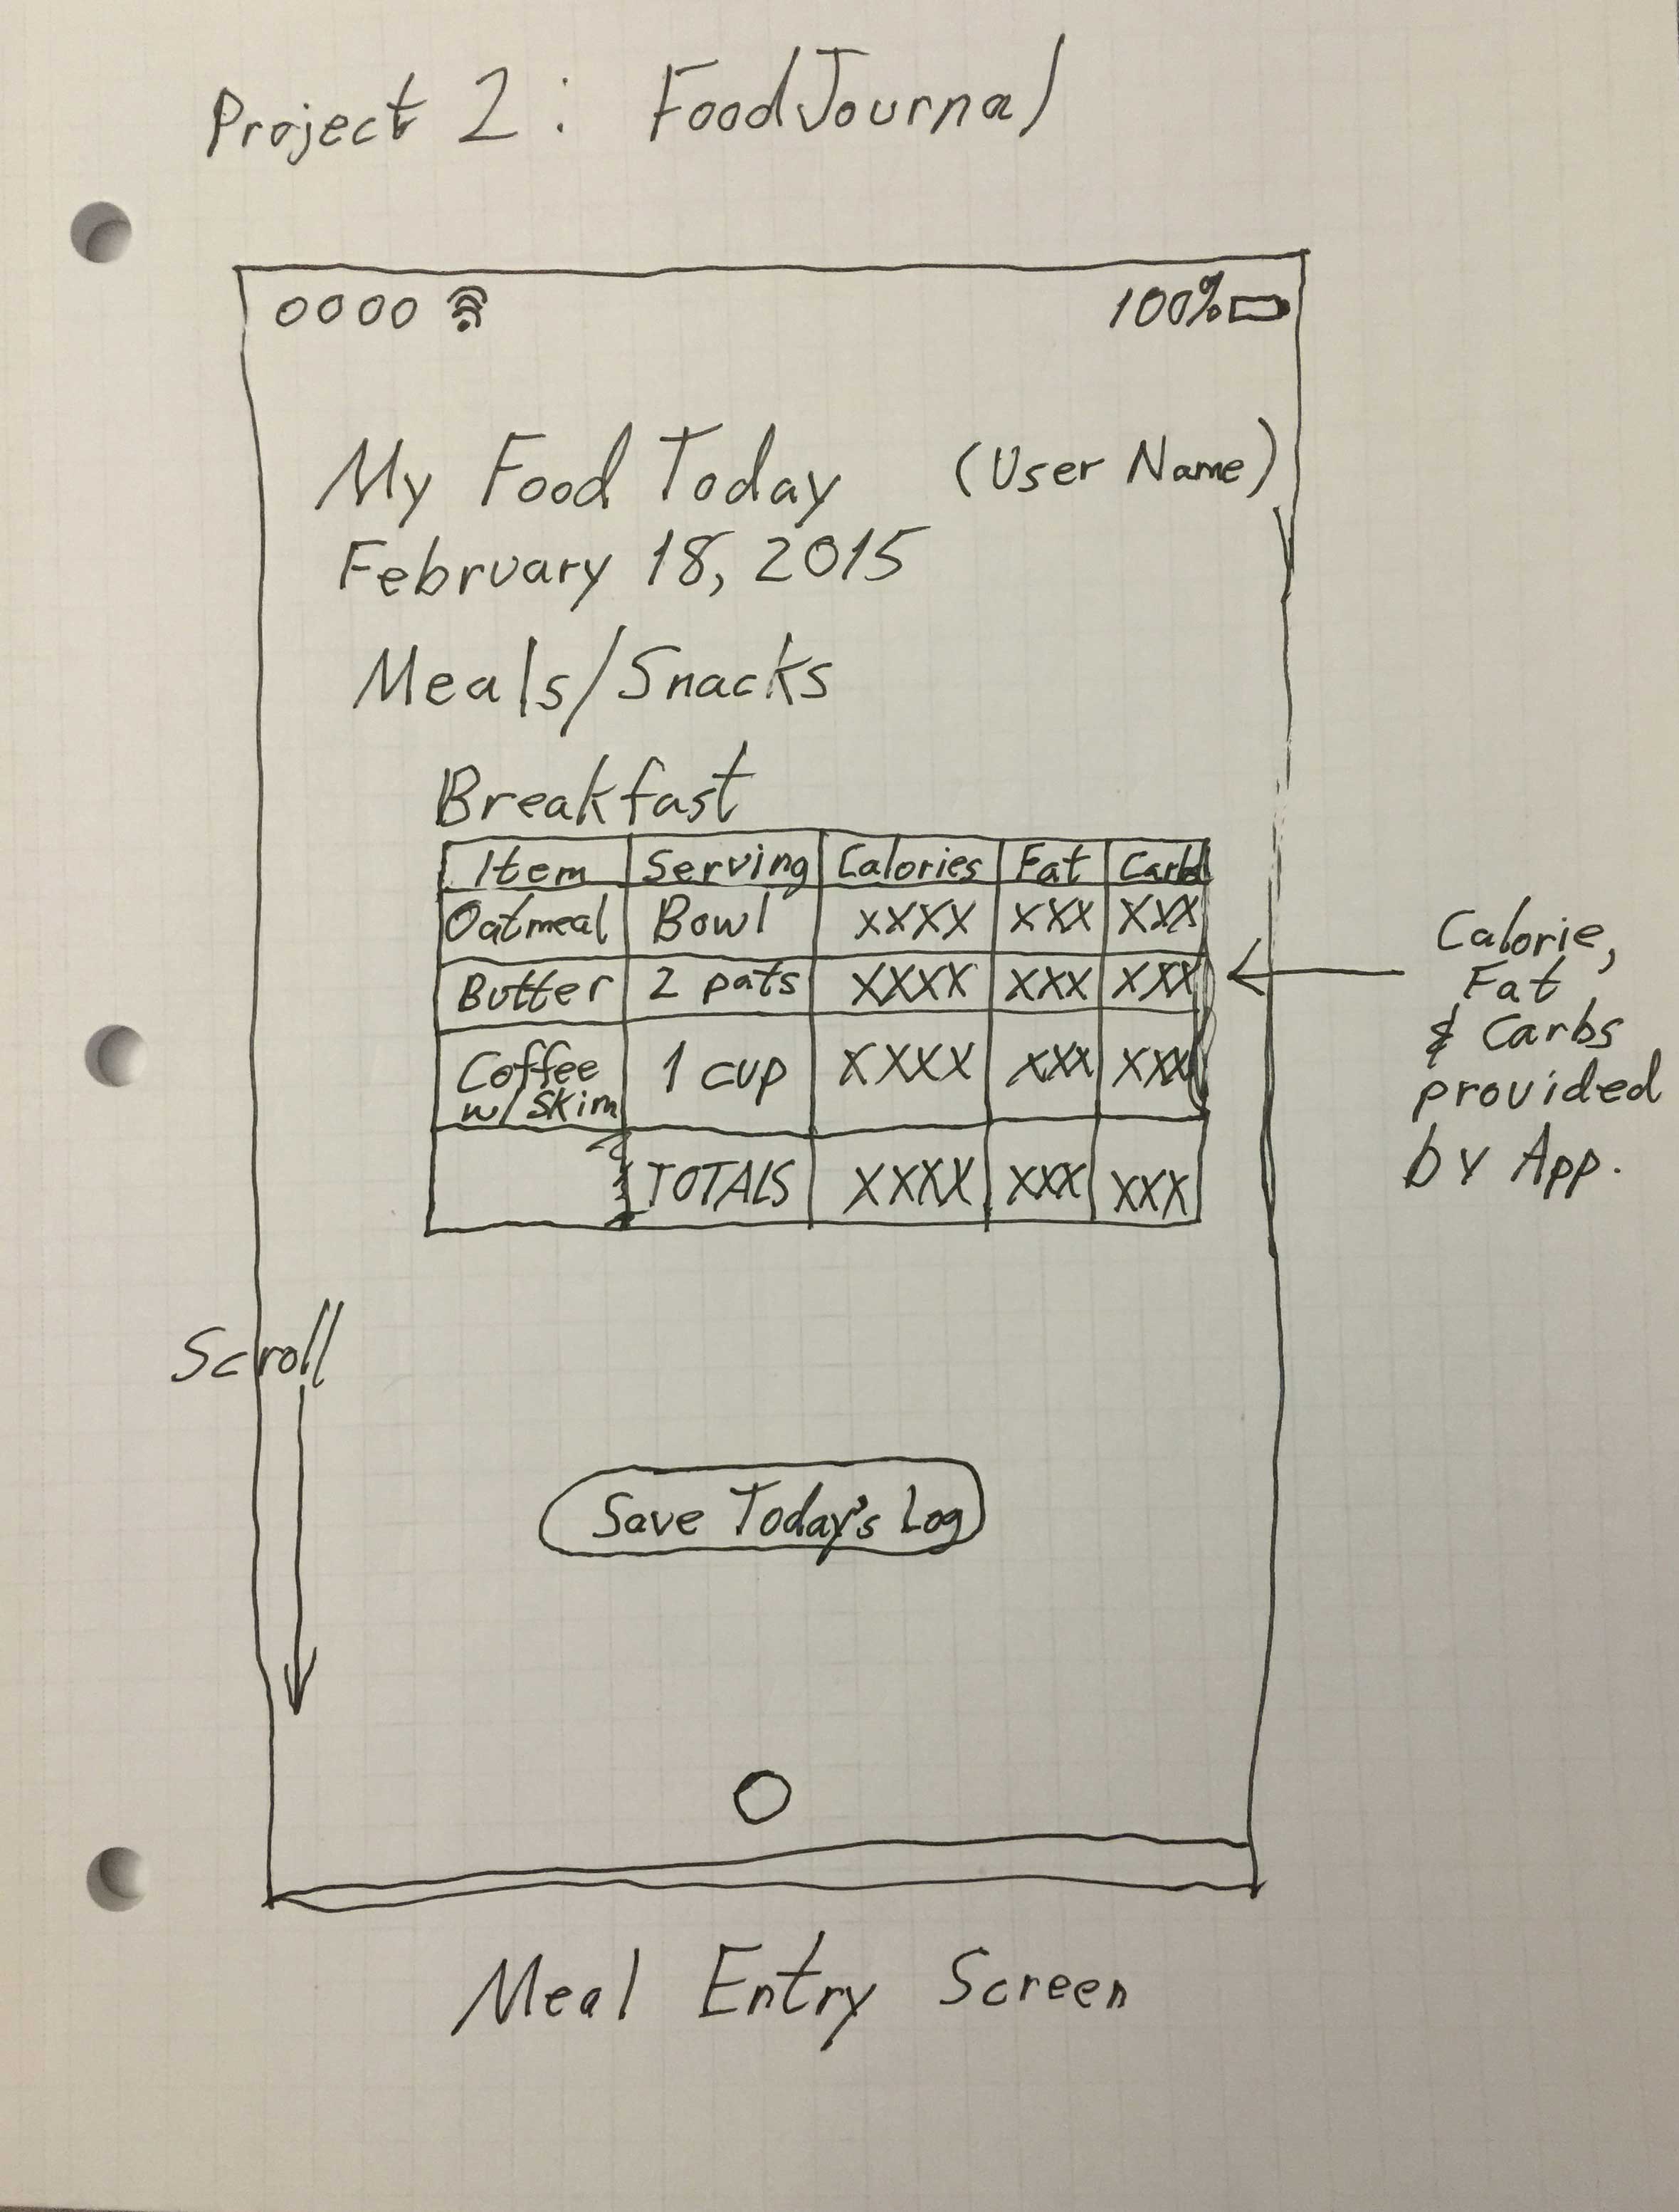 Project 2: FoodJournal
0000 100%
My Food Today (User Name)
February 18, 2015
Meals/Snacks
Breakfast
Item Serving Calories Fat Carbs
Oatmeal Bowl XXXX XXX XXX
Butter 2 pats XXXX XXX XXX
Coffee w/ Skim 1 cup XXXX XXX XXX
TOTALS XXXX XXX XXX
Calorie,
Fat
& Carbs
provided
by App.
Scroll
Save Today's Log
Meal Entry Screen